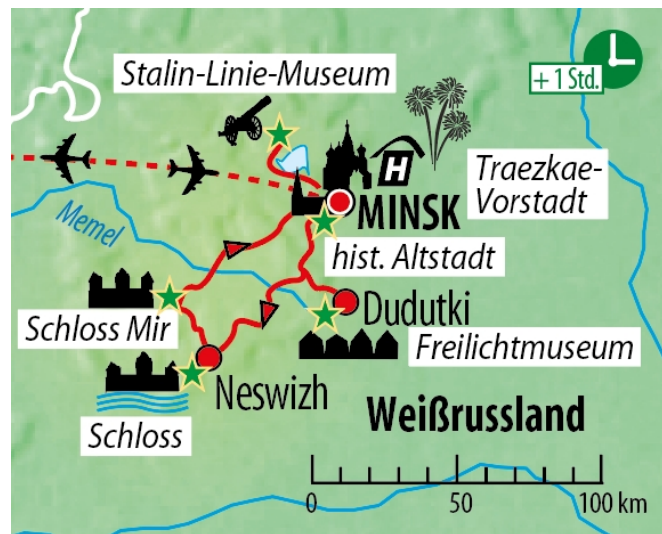 Stalin-Linie-Museum
+ 1 Std.
H
Traezkae-
Vorstadt
MINSK
Memel
hist. Altstadt
Schloss Mir
Dudutki
Freilichtmuseum
Neswizh
Schloss
Weißrussland
0 50 100 km